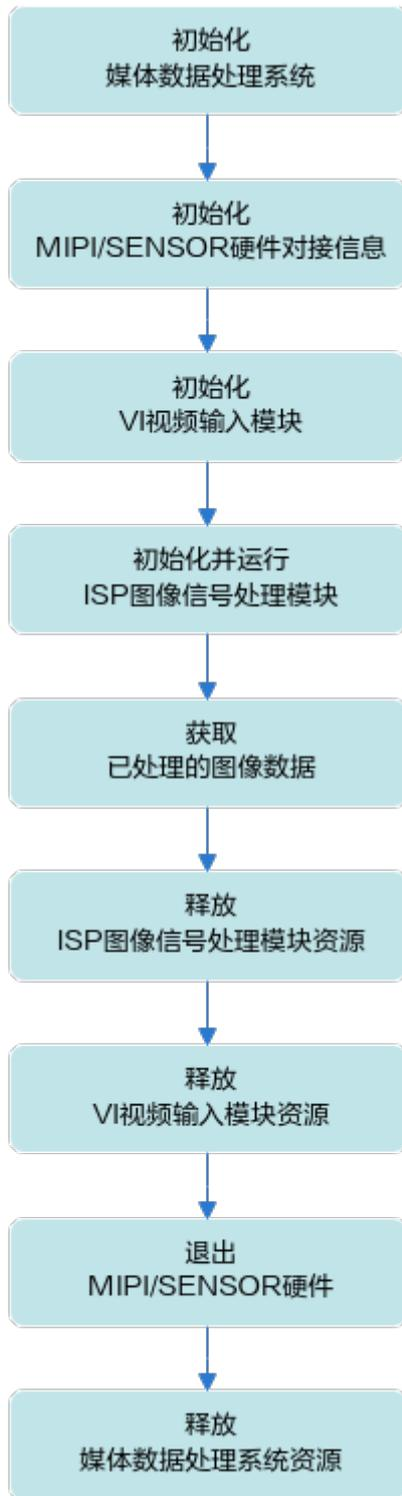 初始化
媒体数据处理系统
初始化
MIPI/SENSOR硬件对接信息
初始化
VI视频输入模块
初始化并运行
ISP图像信号处理模块
获取
已处理的图像数据
释放
ISP图像信号处理模块资源
释放
VI视频输入模块资源
退出
MIPI/SENSOR硬件
释放
媒体数据处理系统资源